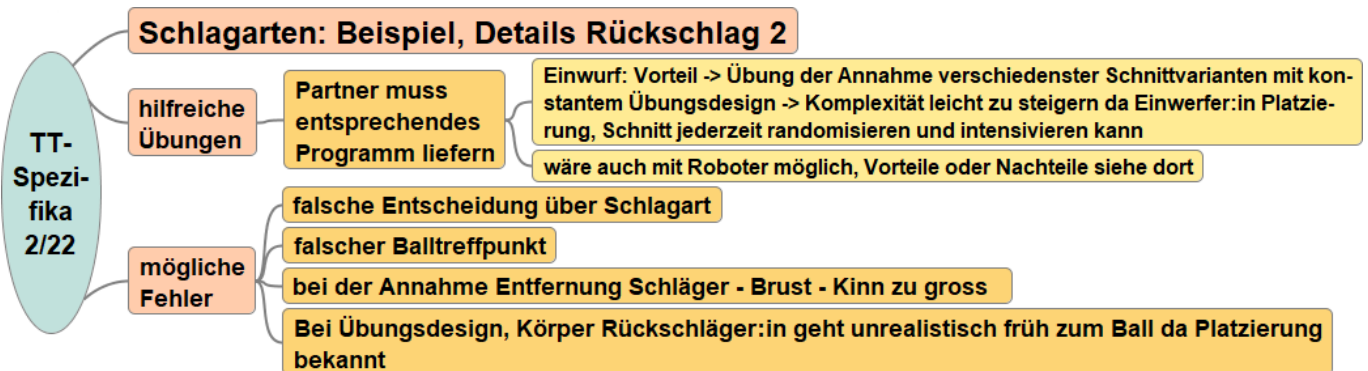 TT-
Spezi-
fika
2/22
Schlagarten: Beispiel, Details Rückschlag 2
hilfreiche
Übungen
Partner muss
entsprechendes
Programm liefern
Einwurf: Vorteil -> Übung der Annahme verschiedenster Schnittvarianten mit kon-
stantem Übungsdesign -> Komplexität leicht zu steigern da Einwerfer:in Platzie-
rung, Schnitt jederzeit randomisieren und intensivieren kann
wäre auch mit Roboter möglich, Vorteile oder Nachteile siehe dort
mögliche
Fehler
falsche Entscheidung über Schlagart
falscher Balltreffpunkt
bei der Annahme Entfernung Schläger - Brust - Kinn zu gross
Bei Übungsdesign, Körper Rückschläger:in geht unrealistisch früh zum Ball da Platzierung
bekannt